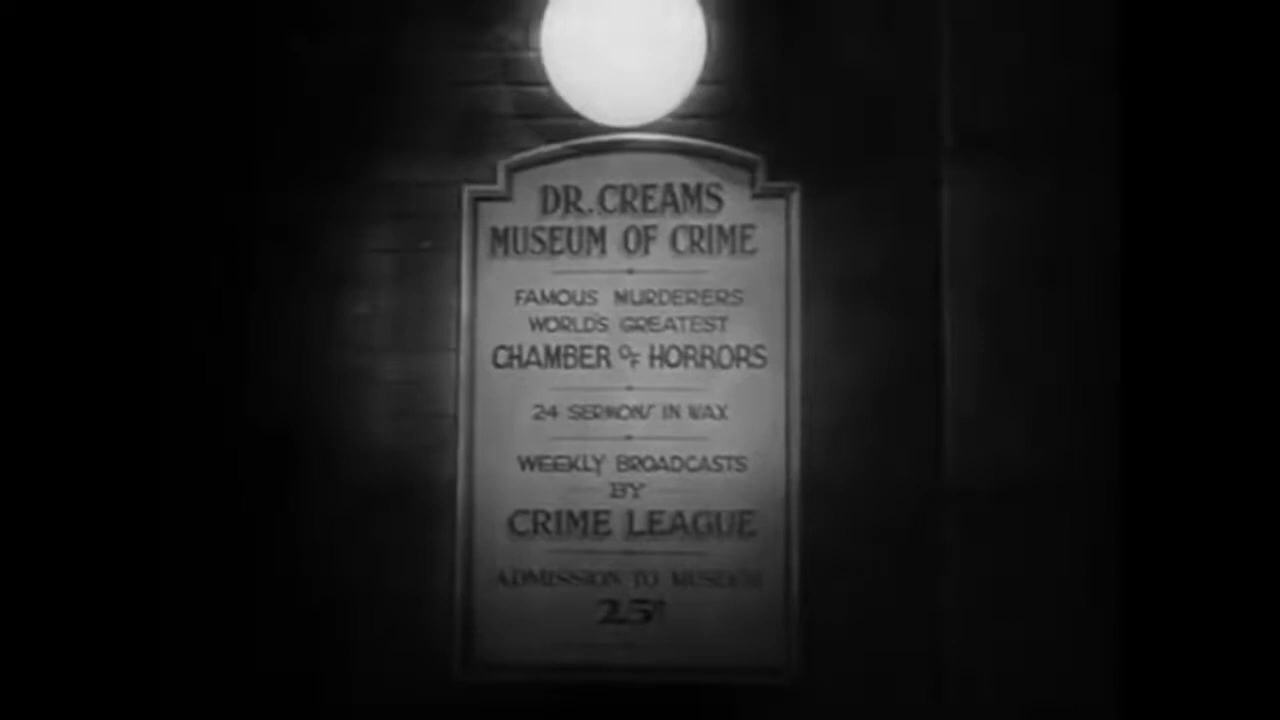 DR. CREAMS
MUSEUM OF CRIME
FAMOUS MURDERERS
WORLD'S GREATEST
CHAMBER OF HORRORS
24 SERMONS IN WAX
WEEKLY BROADCASTS
BY
CRIME LEAGUE
ADMISSION TO MUSEUM
25¢